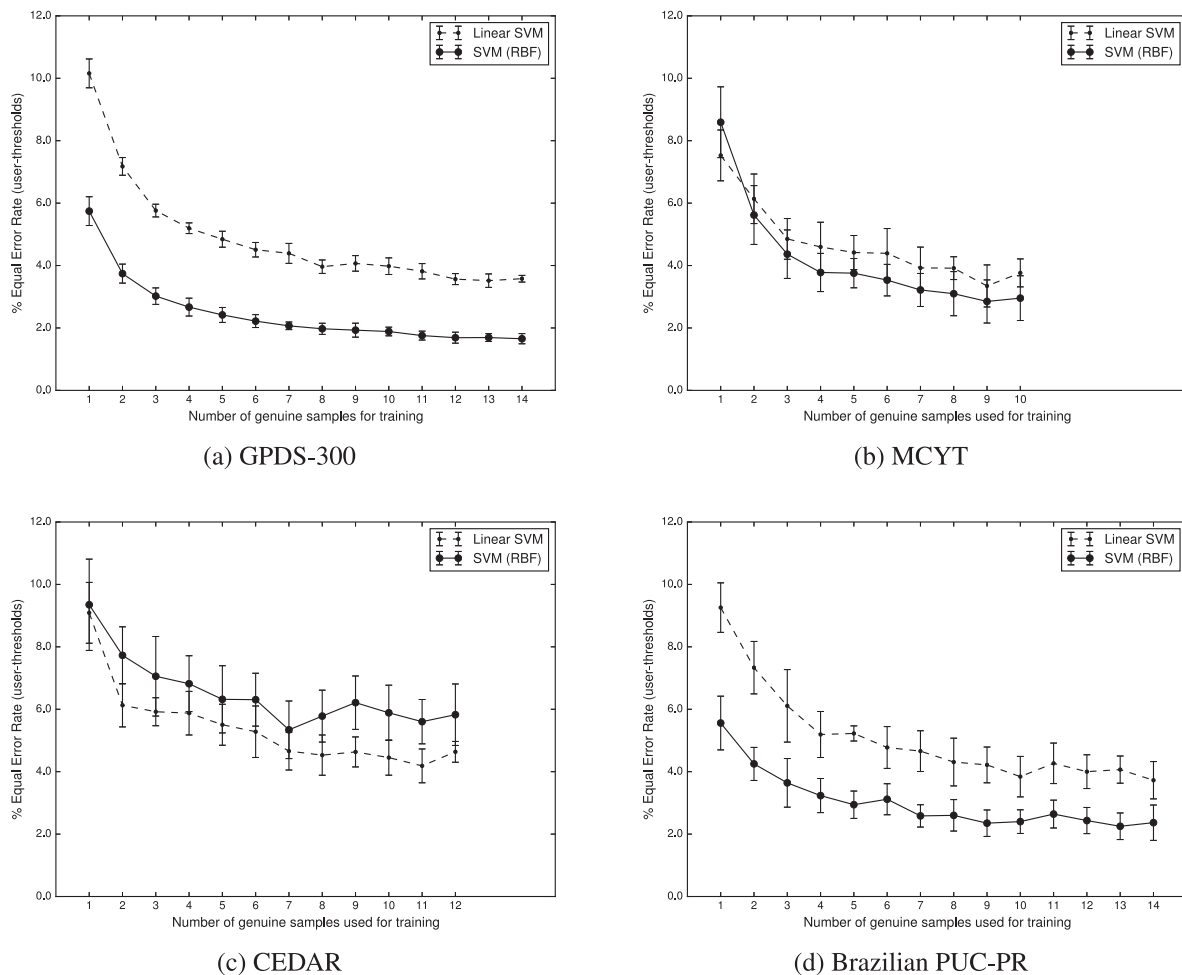 12.0
10.0
8.0
6.0
4.0
2.0
0.0
% Equal Error Rate (user-thresholds)
Linear SVM
SVM (RBF)
1 2 3 4 5 6 7 8 9 10 11 12 13 14
Number of genuine samples for training
(a) GPDS-300
12.0
10.0
8.0
6.0
4.0
2.0
0.0
% Equal Error Rate (user-thresholds)
Linear SVM
SVM (RBF)
1 2 3 4 5 6 7 8 9 10
Number of genuine samples used for training
(b) MCYT
12.0
10.0
8.0
6.0
4.0
2.0
0.0
% Equal Error Rate (user-thresholds)
Linear SVM
SVM (RBF)
1 2 3 4 5 6 7 8 9 10 11 12
Number of genuine samples used for training
(c) CEDAR
12.0
10.0
8.0
6.0
4.0
2.0
0.0
% Equal Error Rate (user-thresholds)
Linear SVM
SVM (RBF)
1 2 3 4 5 6 7 8 9 10 11 12 13 14
Number of genuine samples used for training
(d) Brazilian PUC-PR